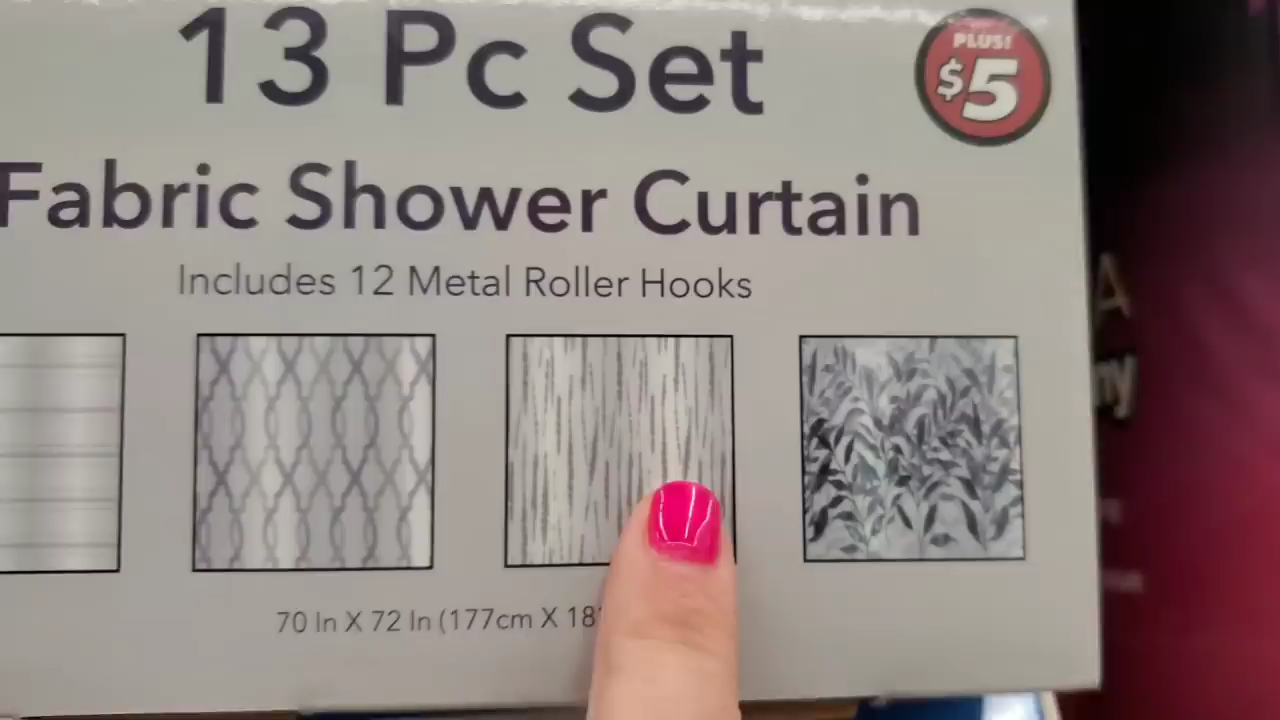 13 Pc Set
PLUS!
$5
Fabric Shower Curtain
Includes 12 Metal Roller Hooks
70 In X 72 In (177cm X 18
A
ny